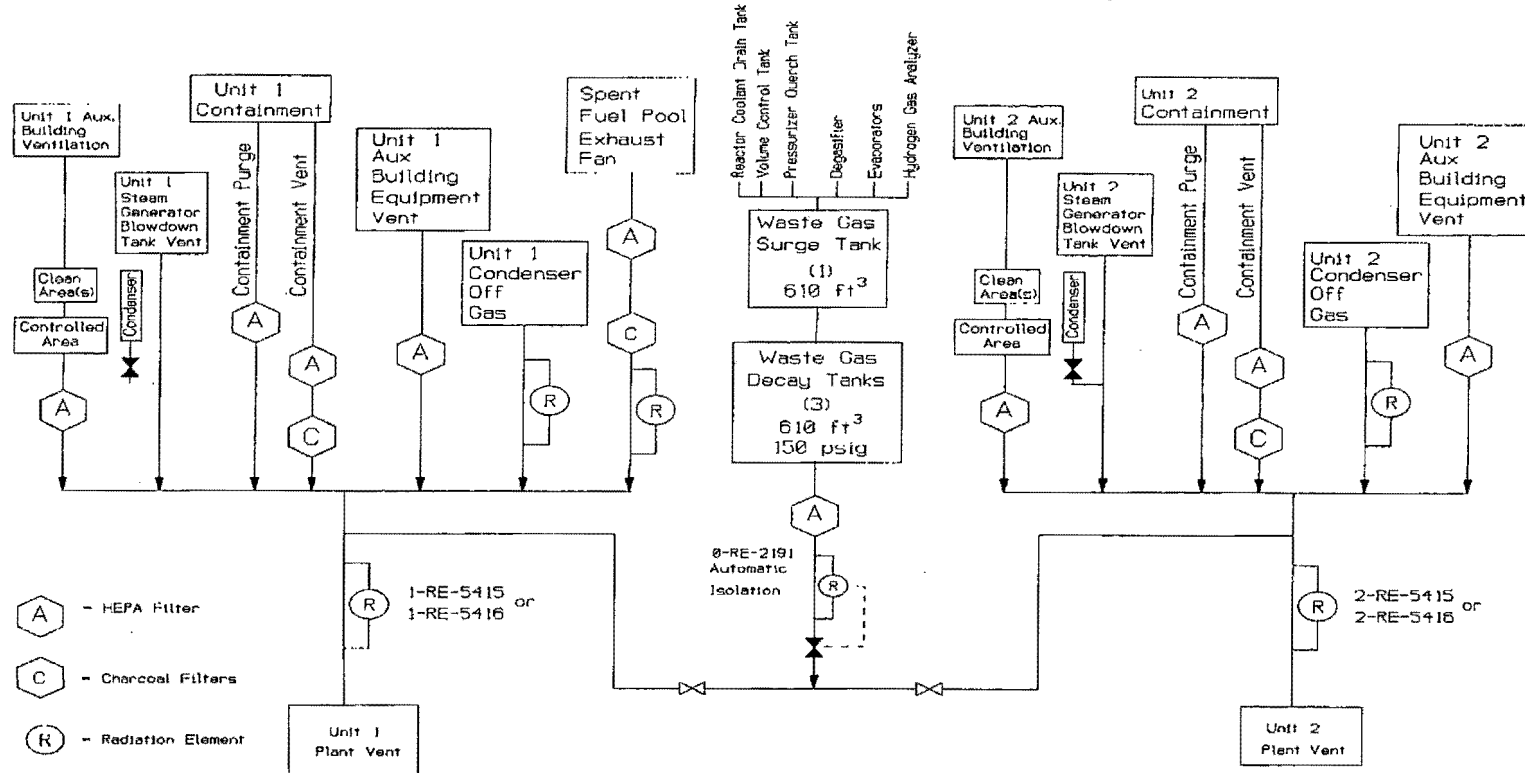 Reactor Coolant Drain Tank
Volume Control Tank
Pressurizer Quench Tank
Degasifier
Evaporators
Hydrogen Gas Analyzer
Unit 1 Aux.
Building
Ventilation
Clean
Area(s)
Controlled
Area
A
Unit 1
Steam
Generator
Blowdown
Tank Vent
Condenser
Unit 1
Containment
Containment Purge
A
Containment Vent
A
C
Unit 1
Aux
Building
Equipment
Vent
A
Unit 1
Condenser
Off
Gas
R
Spent
Fuel Pool
Exhaust
Fan
A
C
R
Waste Gas
Surge Tank
(1)
610 ft³
Waste Gas
Decay Tanks
(3)
610 ft³
150 psig
A
0-RE-2191
Automatic
Isolation
R
Unit 2 Aux.
Building
Ventilation
Clean
Area(s)
Controlled
Area
A
Unit 2
Steam
Generator
Blowdown
Tank Vent
Condenser
Unit 2
Containment
Containment Purge
A
Containment Vent
A
C
Unit 2
Condenser
Off
Gas
R
Unit 2
Aux
Building
Equipment
Vent
A
R
1-RE-5415 or
1-RE-5416
R
2-RE-5415 or
2-RE-5416
A - HEPA Filter
C - Charcoal Filters
R - Radiation Element
Unit 1
Plant Vent
Unit 2
Plant Vent